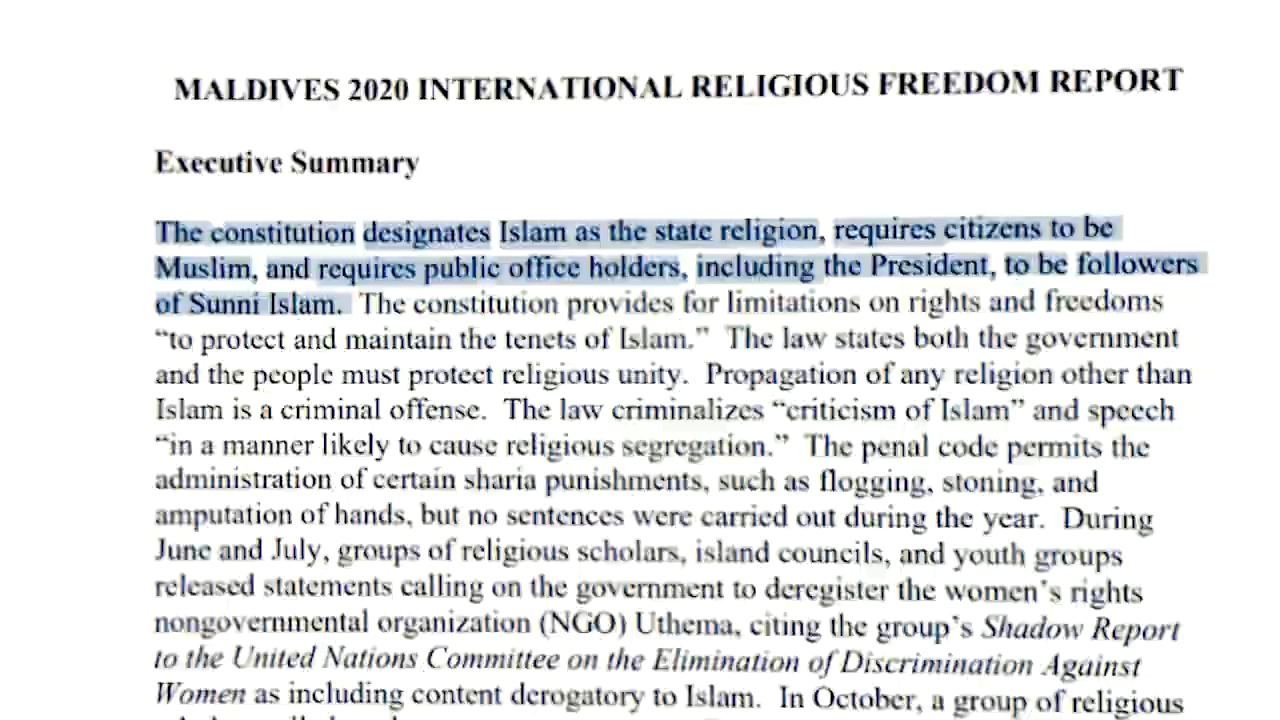 MALDIVES 2020 INTERNATIONAL RELIGIOUS FREEDOM REPORT
Executive Summary
The constitution designates Islam as the state religion, requires citizens to be
Muslim, and requires public office holders, including the President, to be followers
of Sunni Islam. The constitution provides for limitations on rights and freedoms
“to protect and maintain the tenets of Islam.” The law states both the government
and the people must protect religious unity. Propagation of any religion other than
Islam is a criminal offense. The law criminalizes “criticism of Islam” and speech
“in a manner likely to cause religious segregation.” The penal code permits the
administration of certain sharia punishments, such as flogging, stoning, and
amputation of hands, but no sentences were carried out during the year. During
June and July, groups of religious scholars, island councils, and youth groups
released statements calling on the government to deregister the women’s rights
nongovernmental organization (NGO) Uthema, citing the group’s Shadow Report
to the United Nations Committee on the Elimination of Discrimination Against
Women as including content derogatory to Islam. In October, a group of religious